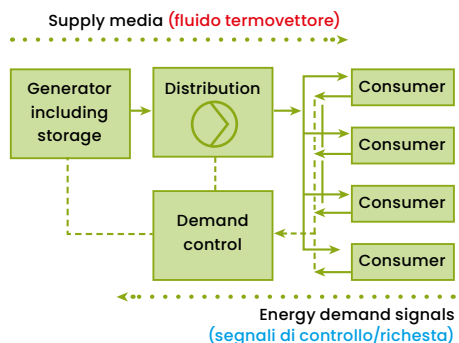 Supply media (fluido termovettore)
Generator
including
storage
Distribution
Consumer
Consumer
Consumer
Consumer
Demand
control
Energy demand signals
(segnali di controllo/richesta)